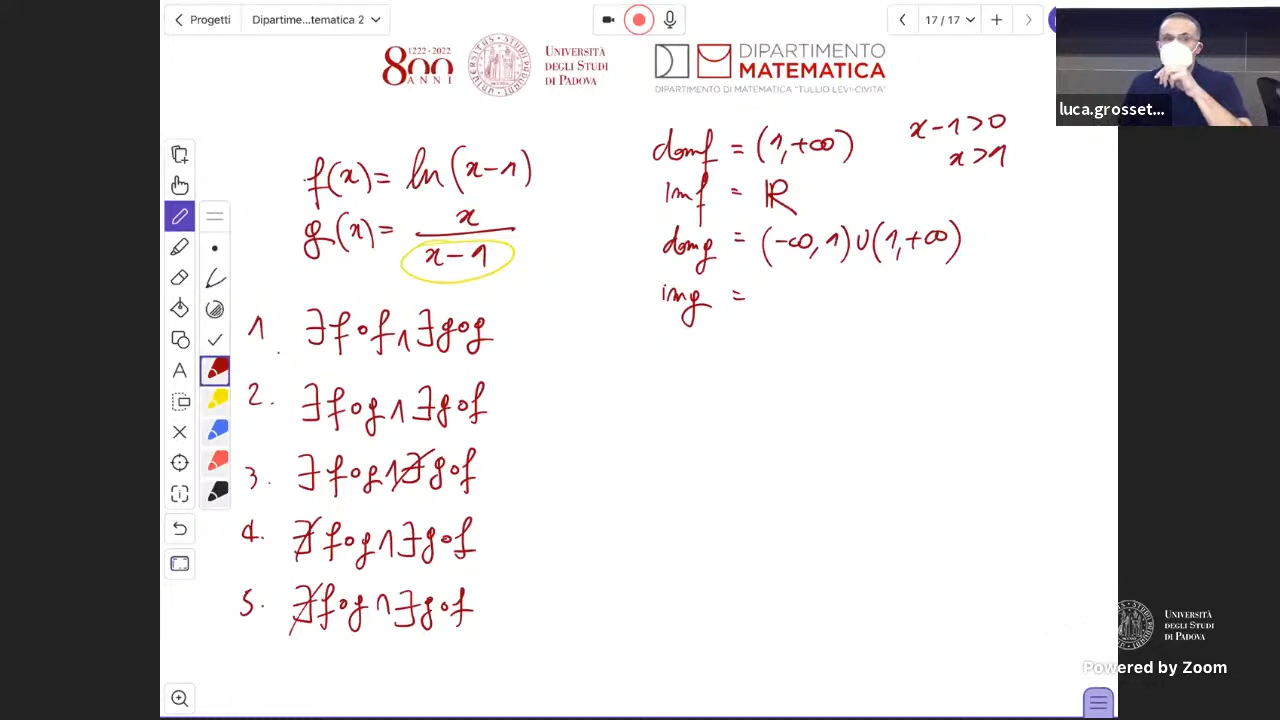 Progetti
Dipartime...tematica 2
17 / 17
1222·2022
800
ANNI
UNIVERSITÀ
DEGLI STUDI
DI PADOVA
DIPARTIMENTO
MATEMATICA
DIPARTIMENTO DI MATEMATICA "TULLIO LEVI-CIVITA"
luca.grosset...
f(x) = ln(x-1)
g(x) = x/(x-1)
dom f = (1,+∞)
x-1>0
x>1
Im f = ℝ
dom g = (-∞,1)∪(1,+∞)
im g =
1. ∃ f∘f ∧ ∃ g∘g
2. ∃ f∘g ∧ ∃ g∘f
3. ∃ f∘g ∧ ∄ g∘f
4. ∄ f∘g ∧ ∃ g∘f
5. ∄ f∘g ∧ ∃ g∘f
A
UNIVERSITÀ
DEGLI STUDI
DI PADOVA
Powered by Zoom